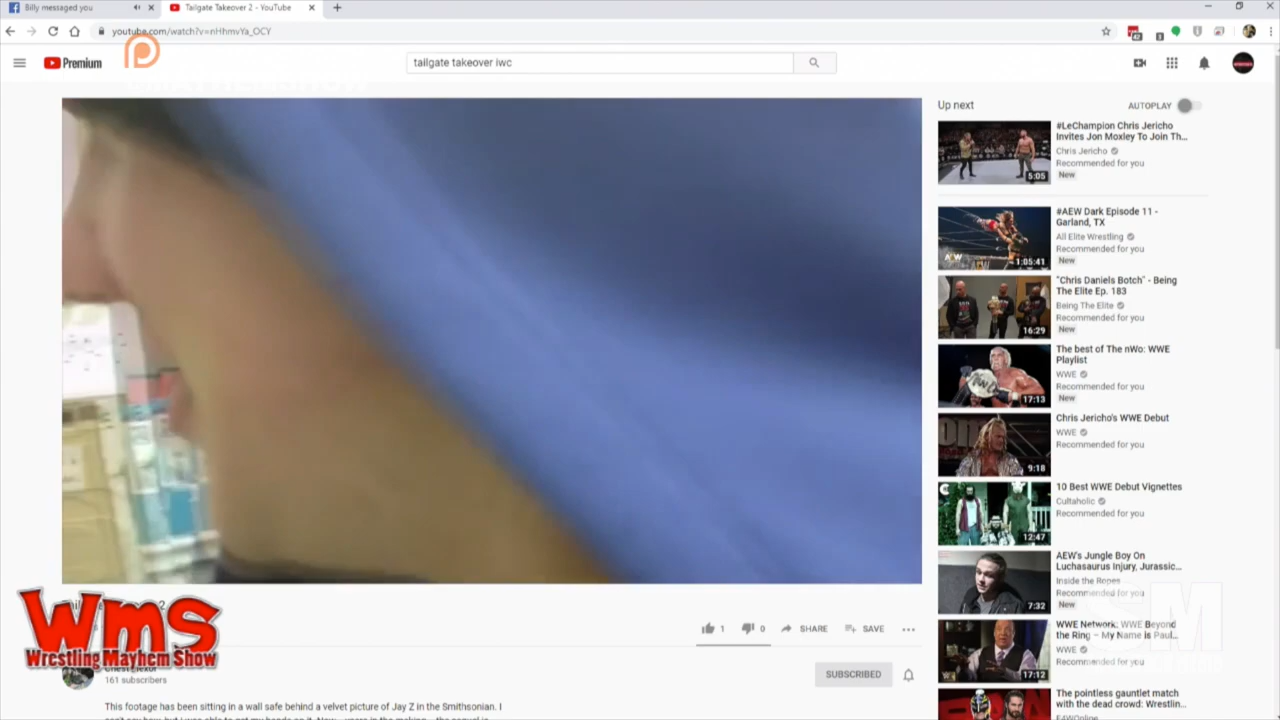 Billy messaged you
Tailgate Takeover 2 - YouTube
youtube.com/watch?v=nHhmvYa_OCY
Premium
tailgate takeover iwc
Up next
AUTOPLAY
#LeChampion Chris Jericho
Invites Jon Moxley To Join Th...
Chris Jericho
Recommended for you
New
5:05
#AEW Dark Episode 11 -
Garland, TX
All Elite Wrestling
Recommended for you
New
1:05:41
"Chris Daniels Botch" - Being
The Elite Ep. 183
Being The Elite
Recommended for you
New
16:29
The best of The nWo: WWE
Playlist
WWE
Recommended for you
New
17:13
Chris Jericho's WWE Debut
WWE
Recommended for you
9:18
10 Best WWE Debut Vignettes
Cultaholic
Recommended for you
12:47
AEW's Jungle Boy On
Luchasaurus Injury, Jurassic...
Inside the Ropes
Recommended for you
New
7:32
WWE Network: WWE Beyond
the Ring – My Name is Paul...
WWE
Recommended for you
17:12
The pointless gauntlet match
with the dead crowd: Wrestlin...
1
0
SHARE
SAVE
wms
Wrestling Mayhem Show
161 subscribers
SUBSCRIBED
This footage has been sitting in a wall safe behind a velvet picture of Jay Z in the Smithsonian. I